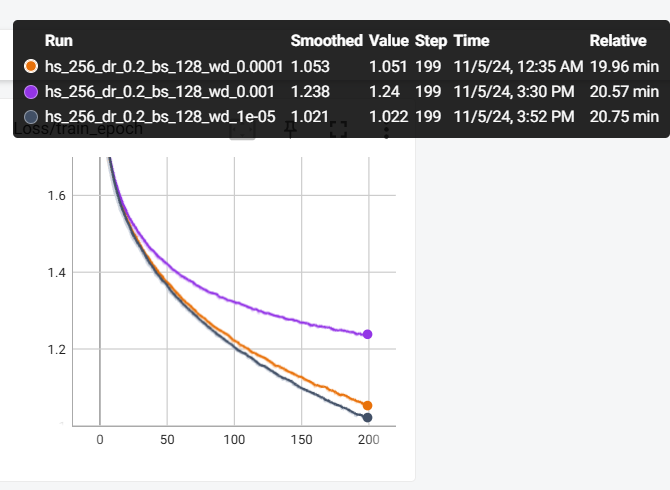 Run Smoothed Value Step Time Relative
hs_256_dr_0.2_bs_128_wd_0.0001 1.053 1.051 199 11/5/24, 12:35 AM 19.96 min
hs_256_dr_0.2_bs_128_wd_0.001 1.238 1.24 199 11/5/24, 3:30 PM 20.57 min
hs_256_dr_0.2_bs_128_wd_1e-05 1.021 1.022 199 11/5/24, 3:52 PM 20.75 min
Loss/train_epoch
1.6
1.4
1.2
0 50 100 150 200